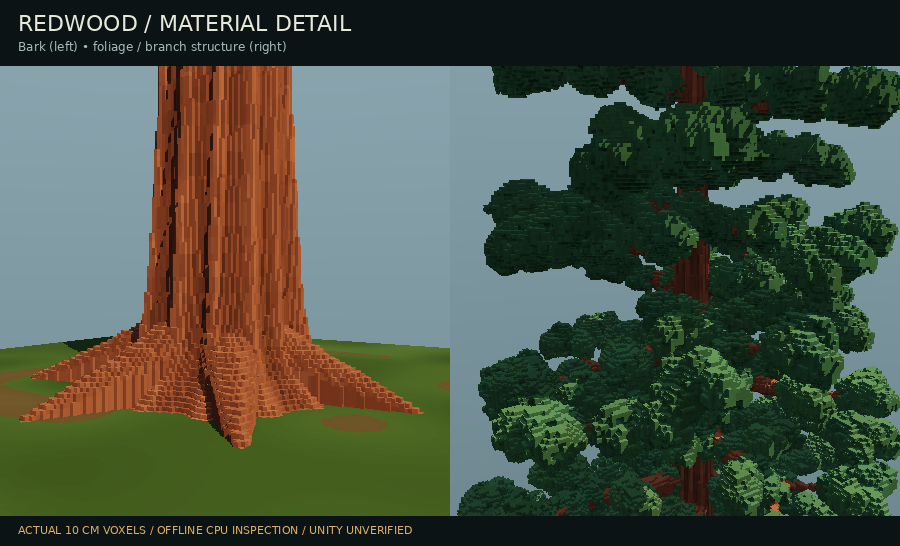 REDWOOD / MATERIAL DETAIL
Bark (left) • foliage / branch structure (right)
ACTUAL 10 CM VOXELS / OFFLINE CPU INSPECTION / UNITY UNVERIFIED